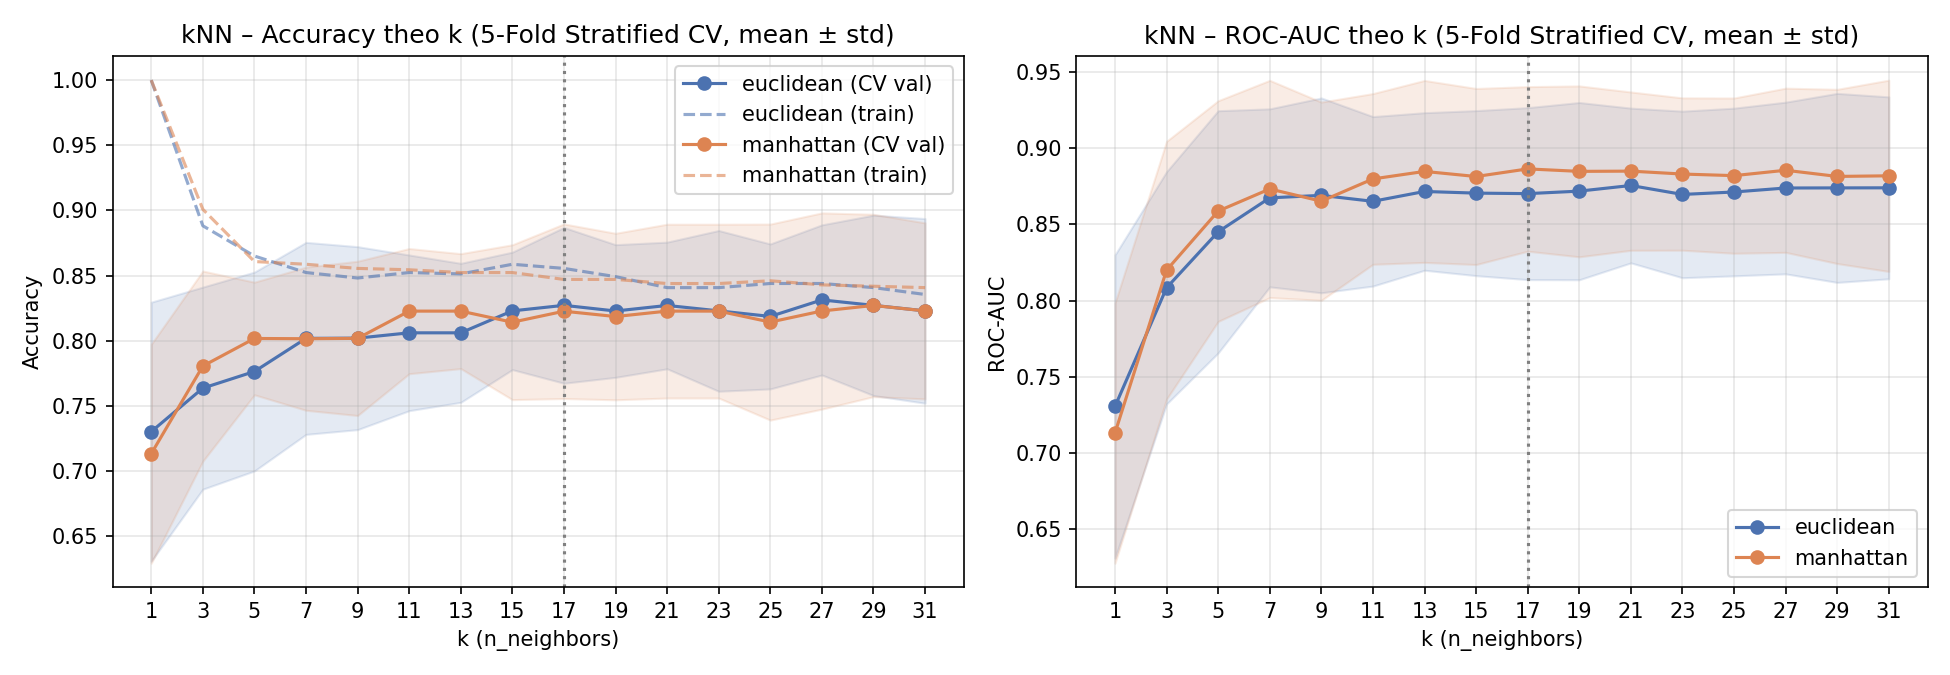 kNN – Accuracy theo k (5-Fold Stratified CV, mean ± std)
Accuracy
1.00
0.95
0.90
0.85
0.80
0.75
0.70
0.65
euclidean (CV val)
euclidean (train)
manhattan (CV val)
manhattan (train)
1 3 5 7 9 11 13 15 17 19 21 23 25 27 29 31
k (n_neighbors)
kNN – ROC-AUC theo k (5-Fold Stratified CV, mean ± std)
ROC-AUC
0.95
0.90
0.85
0.80
0.75
0.70
0.65
euclidean
manhattan
1 3 5 7 9 11 13 15 17 19 21 23 25 27 29 31
k (n_neighbors)